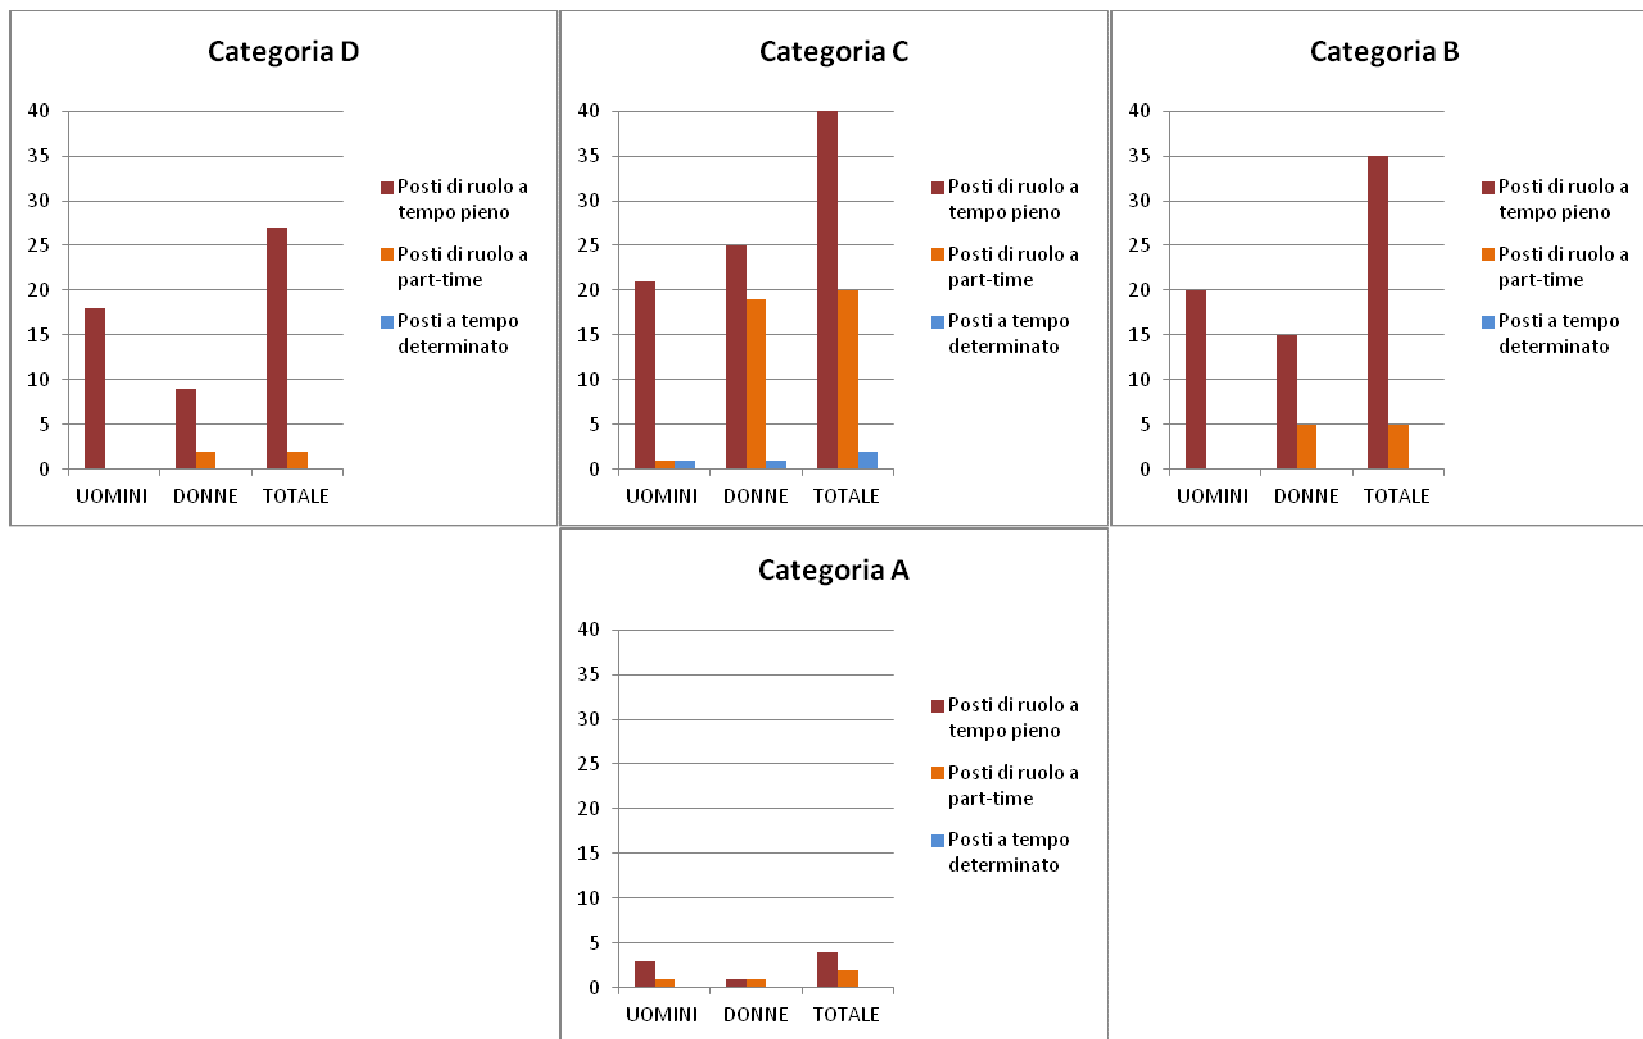 Categoria D
40
35
30
25
20
15
10
5
0
UOMINI DONNE TOTALE
Posti di ruolo a
tempo pieno
Posti di ruolo a
part-time
Posti a tempo
determinato
Categoria C
40
35
30
25
20
15
10
5
0
UOMINI DONNE TOTALE
Posti di ruolo a
tempo pieno
Posti di ruolo a
part-time
Posti a tempo
determinato
Categoria B
40
35
30
25
20
15
10
5
0
UOMINI DONNE TOTALE
Posti di ruolo a
tempo pieno
Posti di ruolo a
part-time
Posti a tempo
determinato
Categoria A
40
35
30
25
20
15
10
5
0
UOMINI DONNE TOTALE
Posti di ruolo a
tempo pieno
Posti di ruolo a
part-time
Posti a tempo
determinato